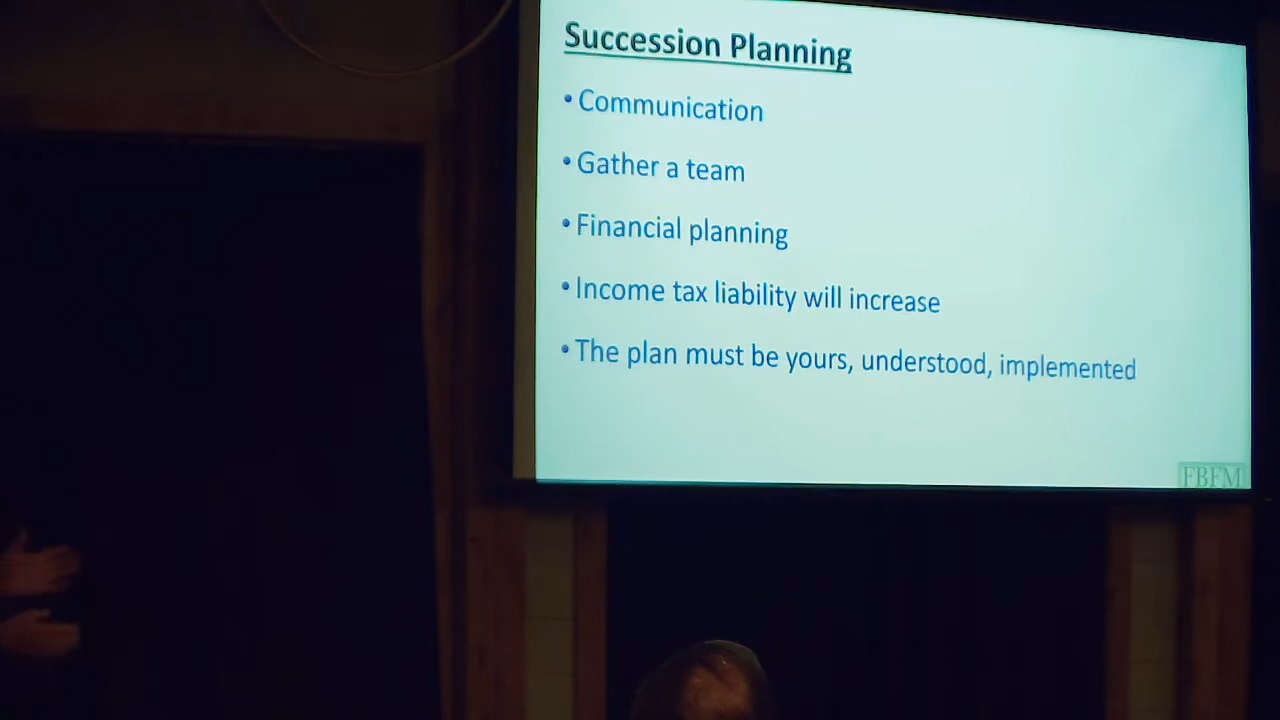 Succession Planning
• Communication
• Gather a team
• Financial planning
• Income tax liability will increase
• The plan must be yours, understood, implemented
FBFM